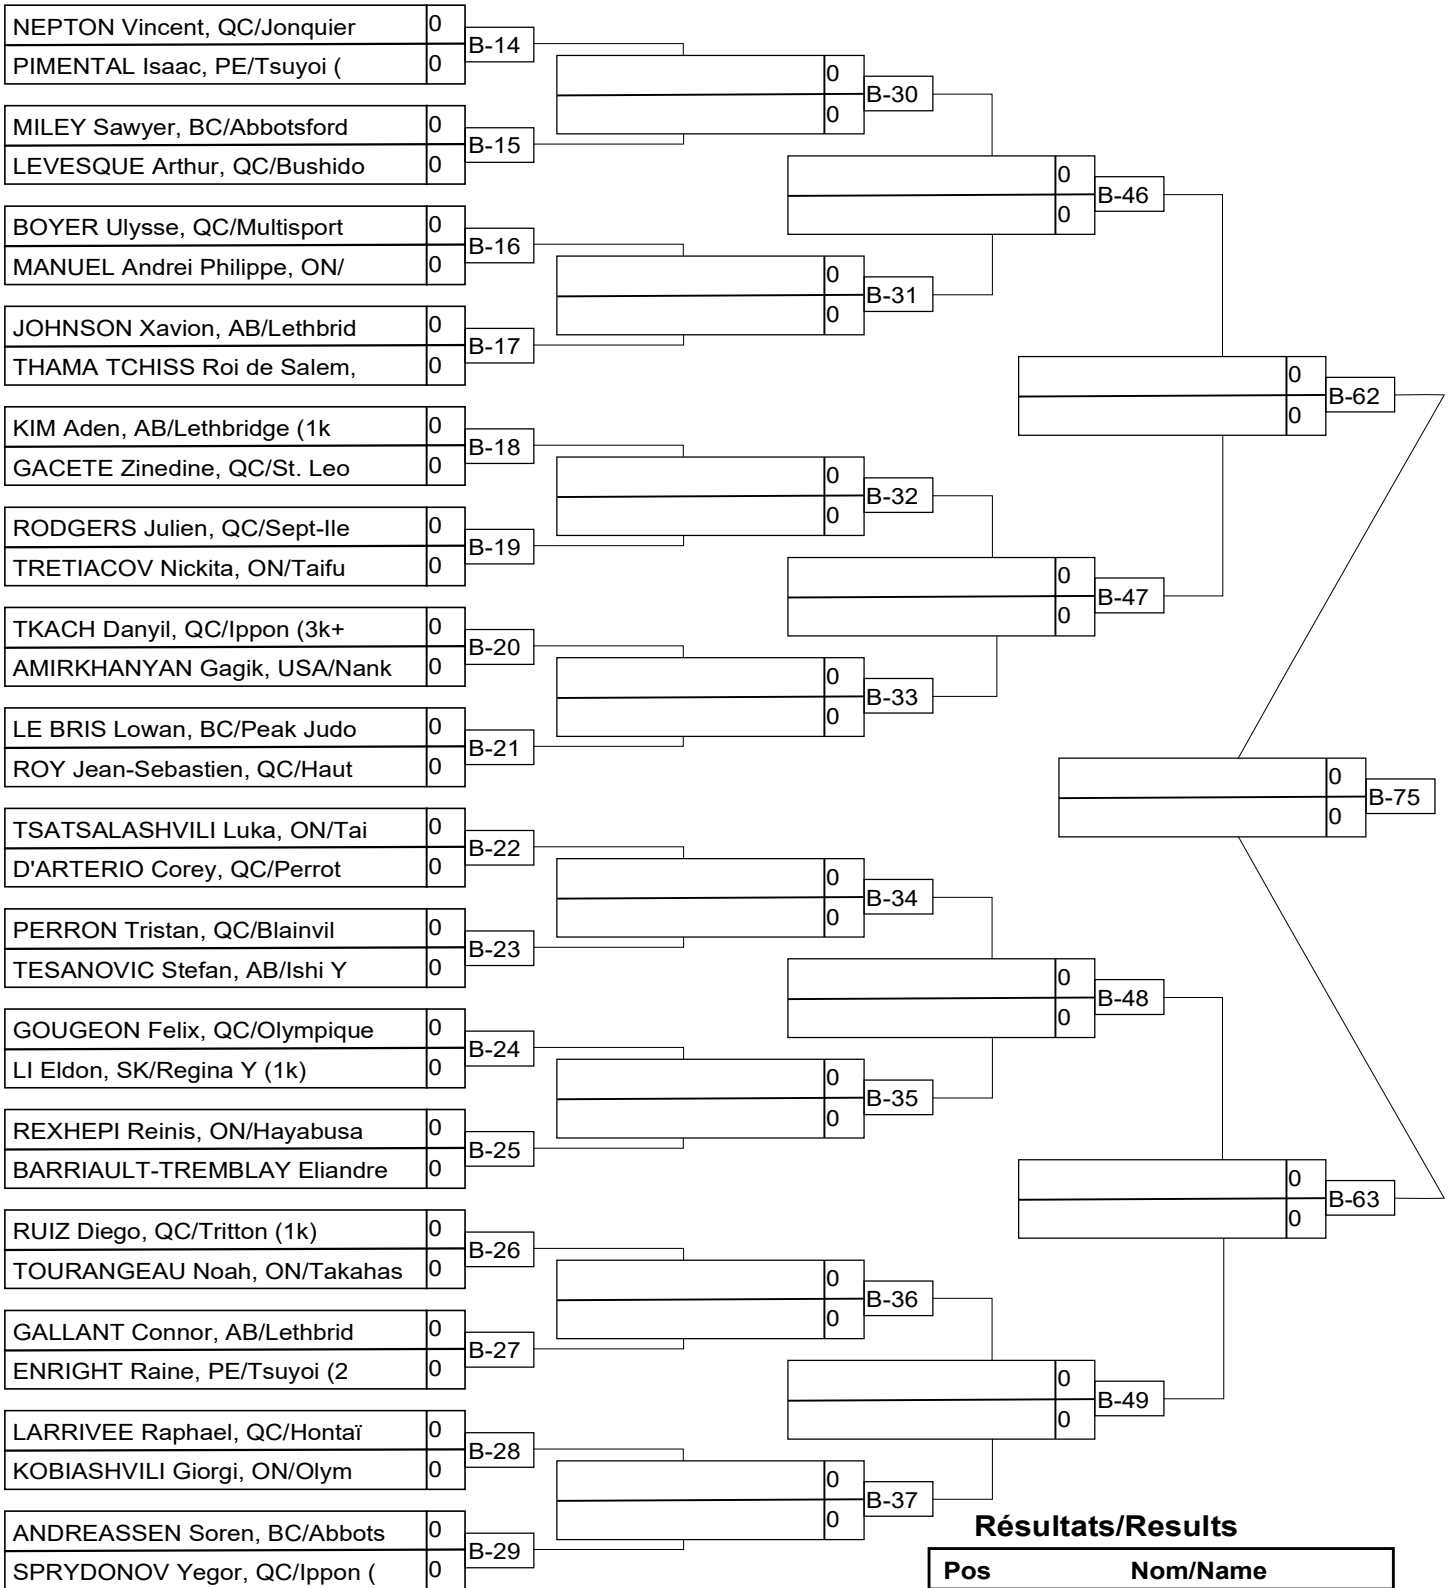 NEPTON Vincent, QC/Jonquier 0
B-14
PIMENTAL Isaac, PE/Tsuyoi ( 0
0
B-30
0
MILEY Sawyer, BC/Abbotsford 0
B-15
LEVESQUE Arthur, QC/Bushido 0
0
B-46
0
BOYER Ulysse, QC/Multisport 0
B-16
MANUEL Andrei Philippe, ON/ 0
0
B-31
0
JOHNSON Xavion, AB/Lethbrid 0
B-17
THAMA TCHISS Roi de Salem, 0
0
B-62
0
KIM Aden, AB/Lethbridge (1k 0
B-18
GACETE Zinedine, QC/St. Leo 0
0
B-32
0
RODGERS Julien, QC/Sept-Ile 0
B-19
TRETIACOV Nickita, ON/Taifu 0
0
B-47
0
TKACH Danyil, QC/Ippon (3k+ 0
B-20
AMIRKHANYAN Gagik, USA/Nank 0
0
B-33
0
LE BRIS Lowan, BC/Peak Judo 0
B-21
ROY Jean-Sebastien, QC/Haut 0
0
B-75
0
TSATSALASHVILI Luka, ON/Tai 0
B-22
D'ARTERIO Corey, QC/Perrot 0
0
B-34
0
PERRON Tristan, QC/Blainvil 0
B-23
TESANOVIC Stefan, AB/Ishi Y 0
0
B-48
0
GOUGEON Felix, QC/Olympique 0
B-24
LI Eldon, SK/Regina Y (1k) 0
0
B-35
0
REXHEPI Reinis, ON/Hayabusa 0
B-25
BARRIAULT-TREMBLAY Eliandre 0
0
B-63
0
RUIZ Diego, QC/Tritton (1k) 0
B-26
TOURANGEAU Noah, ON/Takahas 0
0
B-36
0
GALLANT Connor, AB/Lethbrid 0
B-27
ENRIGHT Raine, PE/Tsuyoi (2 0
0
B-49
0
LARRIVEE Raphael, QC/Hontaï 0
B-28
KOBIASHVILI Giorgi, ON/Olym 0
0
B-37
0
ANDREASSEN Soren, BC/Abbots 0
B-29
SPRYDONOV Yegor, QC/Ippon ( 0
Résultats/Results
Pos Nom/Name